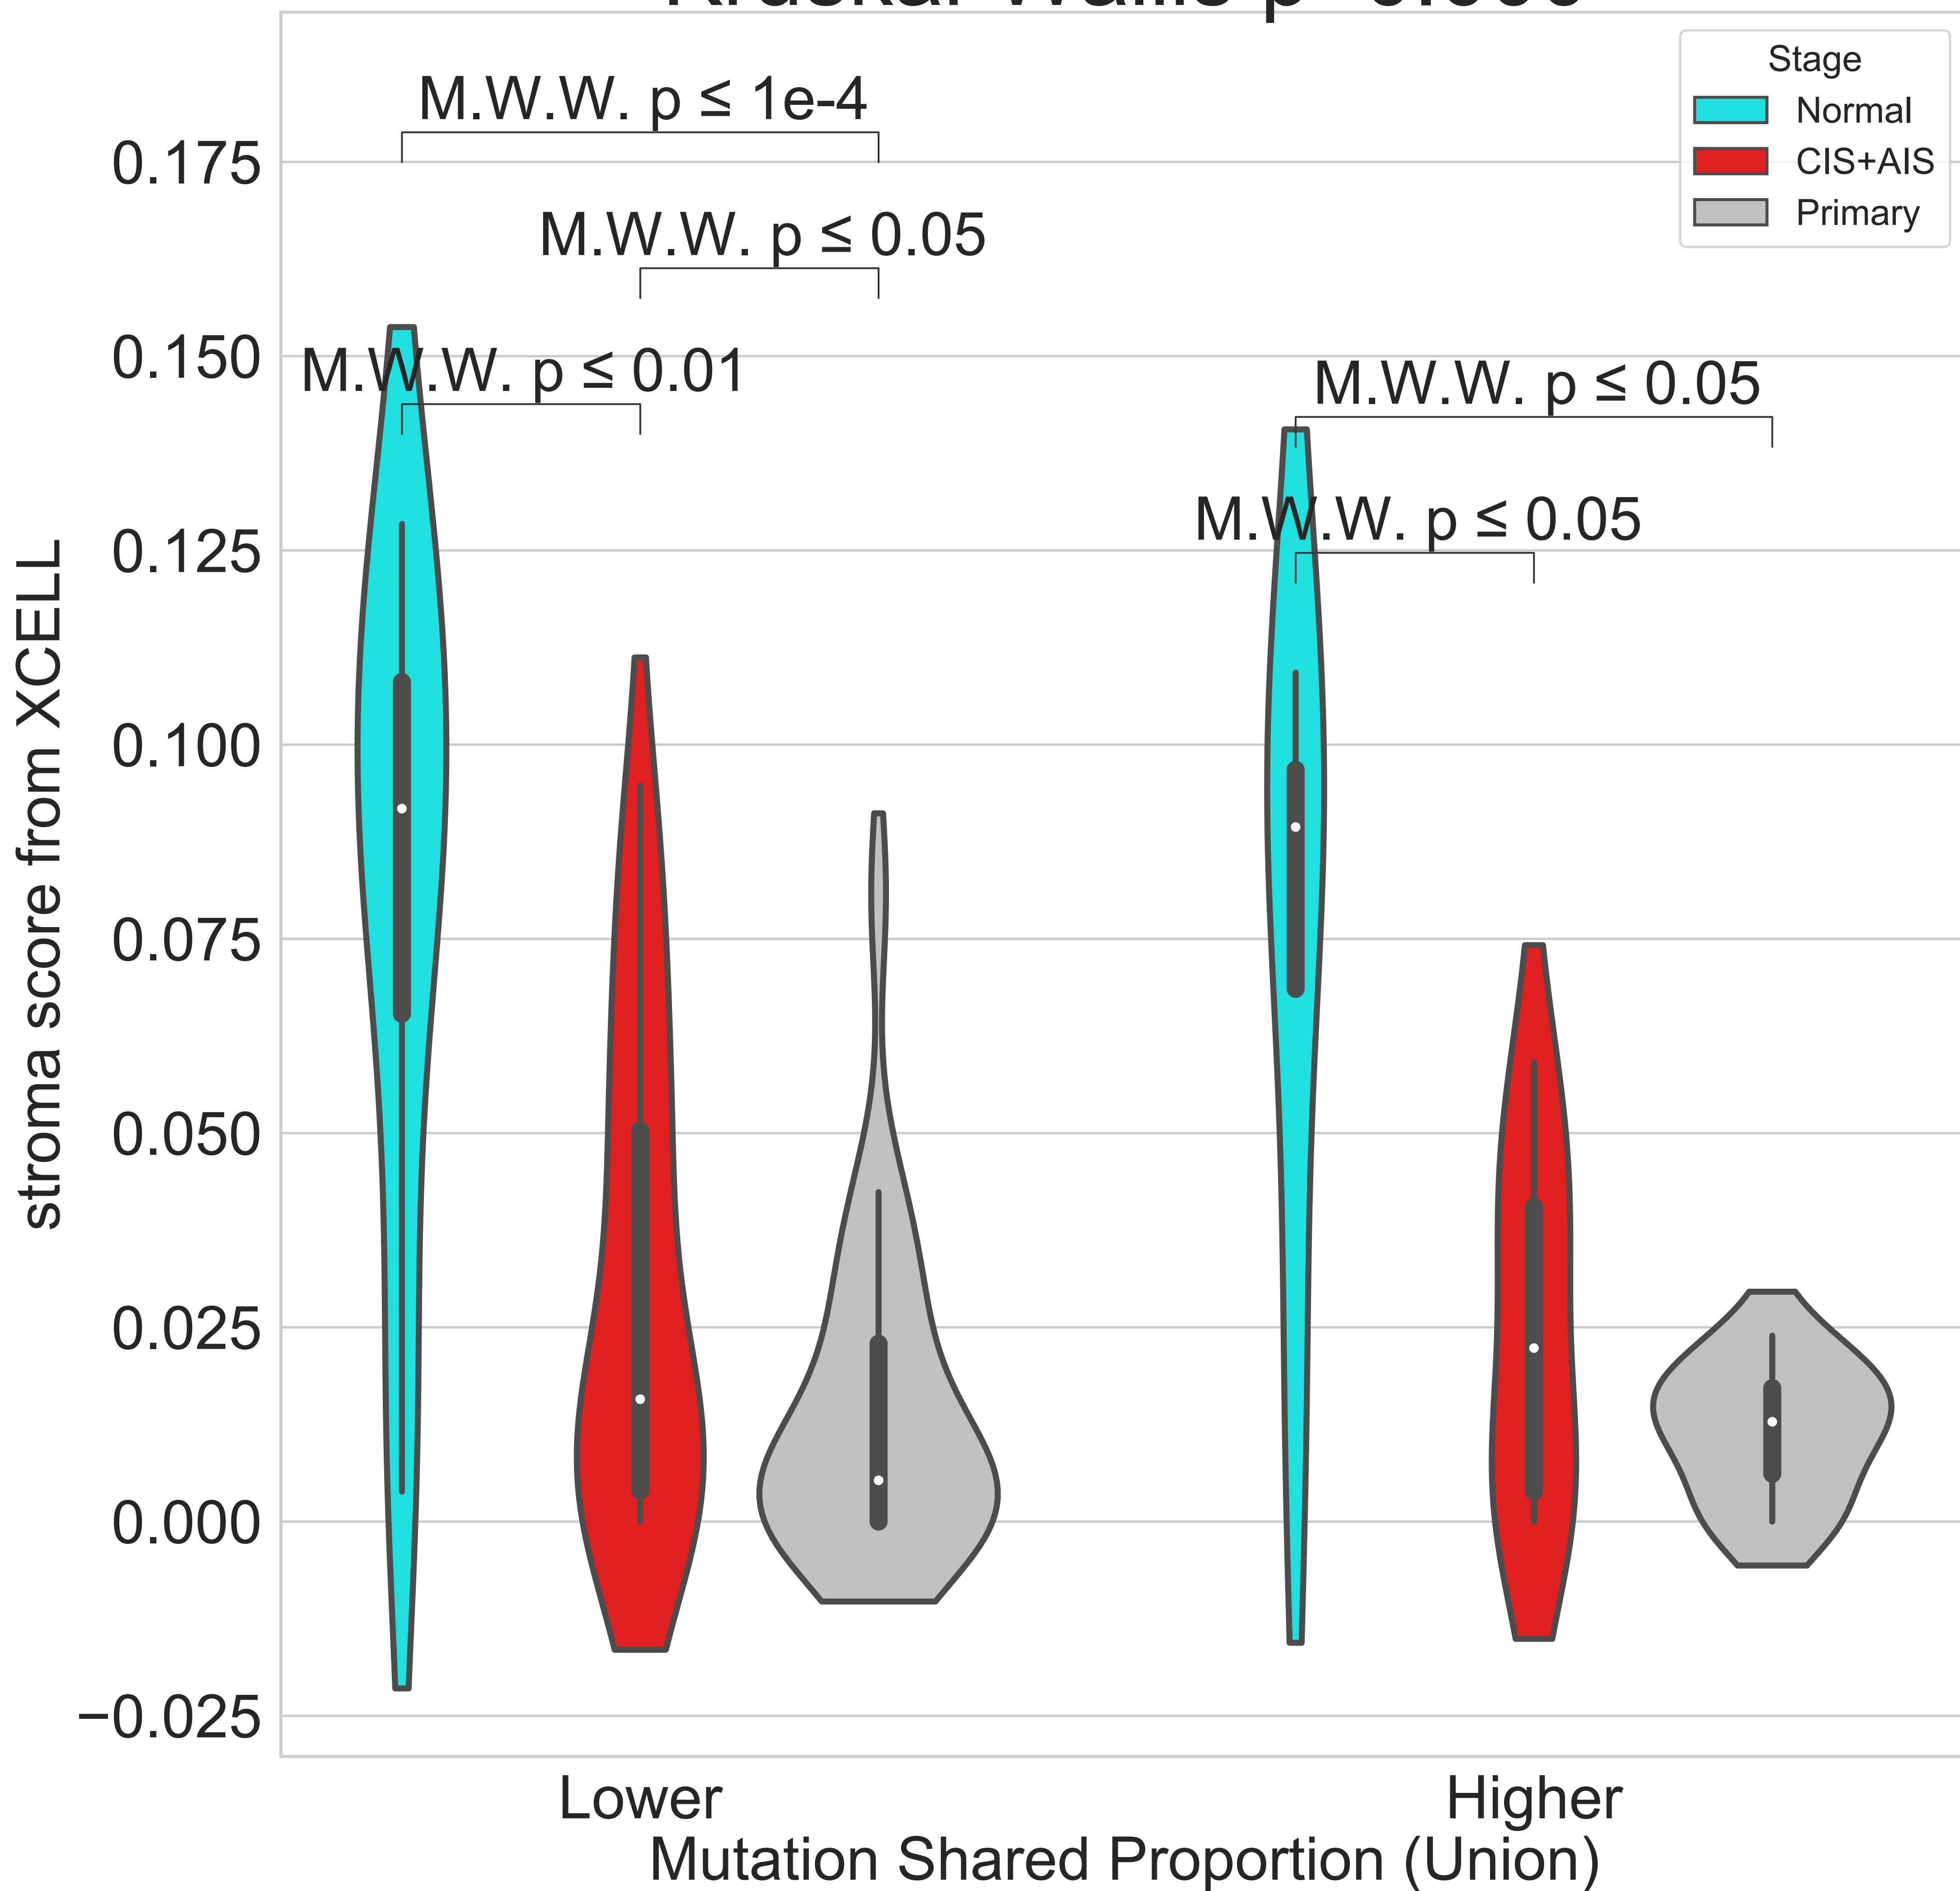 Stage
Normal
CIS+AIS
Primary
M.W.W. p ≤ 1e-4
M.W.W. p ≤ 0.05
M.W.W. p ≤ 0.01
M.W.W. p ≤ 0.05
M.W.W. p ≤ 0.05
0.175
0.150
0.125
0.100
0.075
0.050
0.025
0.000
−0.025
stroma score from XCELL
Lower
Higher
Mutation Shared Proportion (Union)